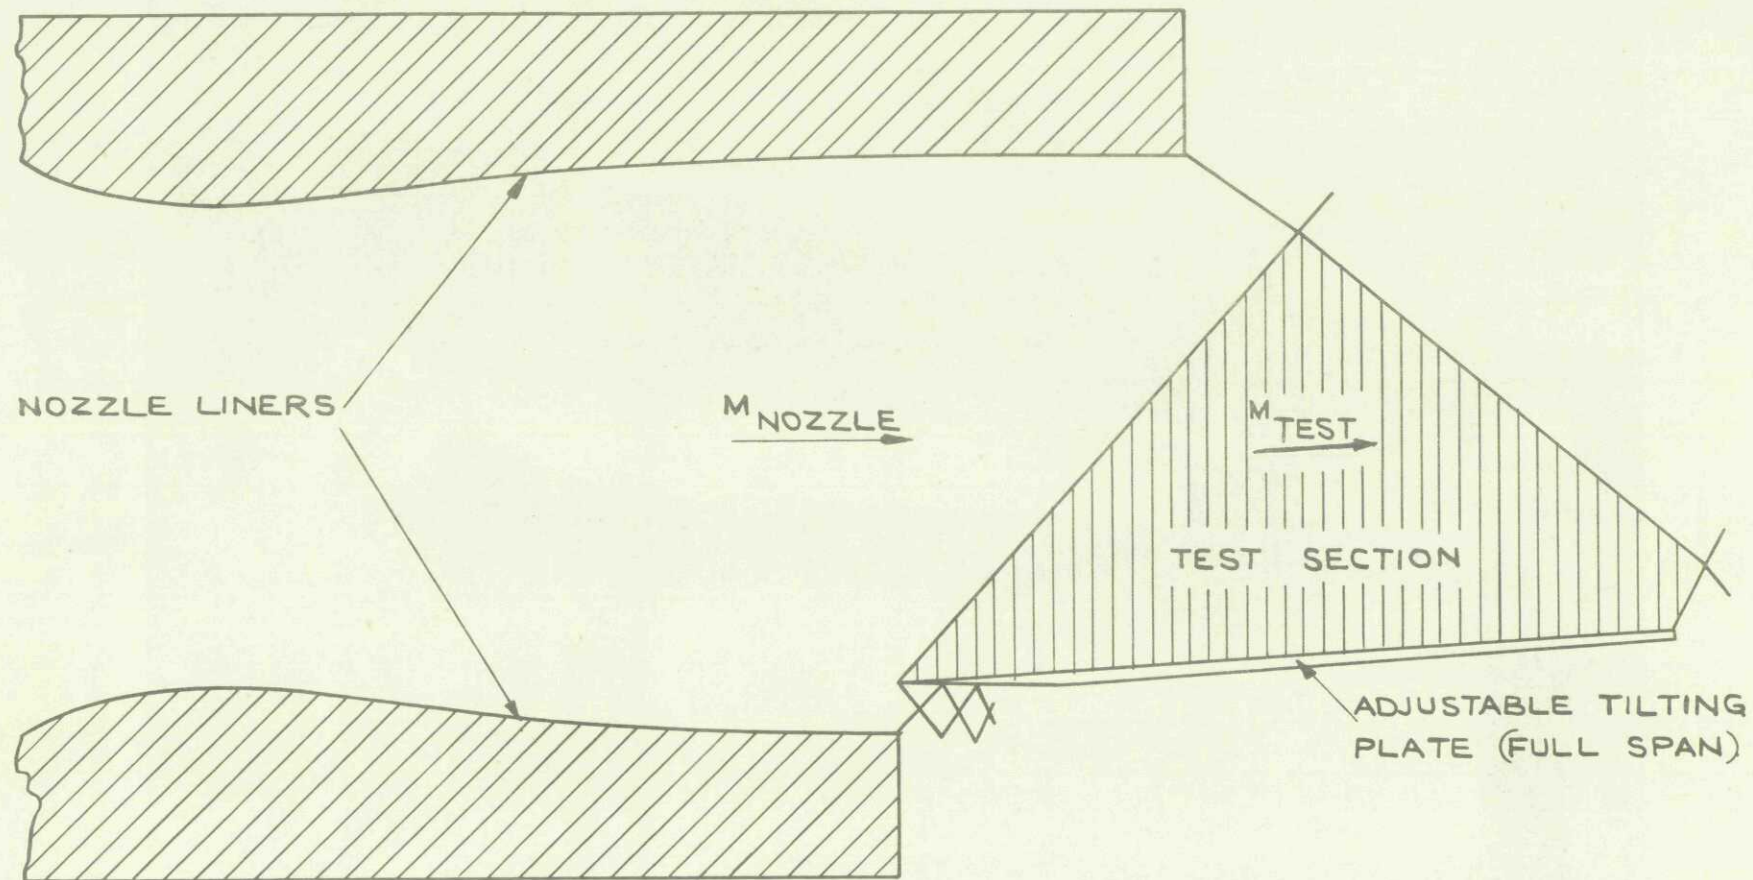 NOZZLE LINERS
M NOZZLE
M TEST
TEST SECTION
ADJUSTABLE TILTING
PLATE (FULL SPAN)